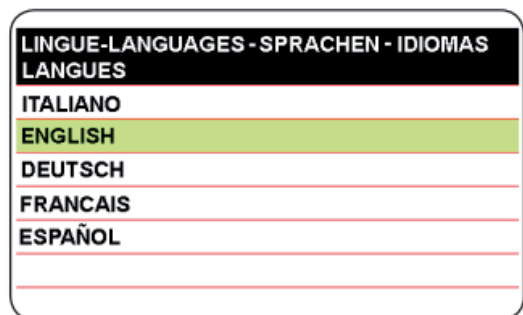 LINGUE-LANGUAGES - SPRACHEN - IDIOMAS
LANGUES
ITALIANO
ENGLISH
DEUTSCH
FRANCAIS
ESPAÑOL